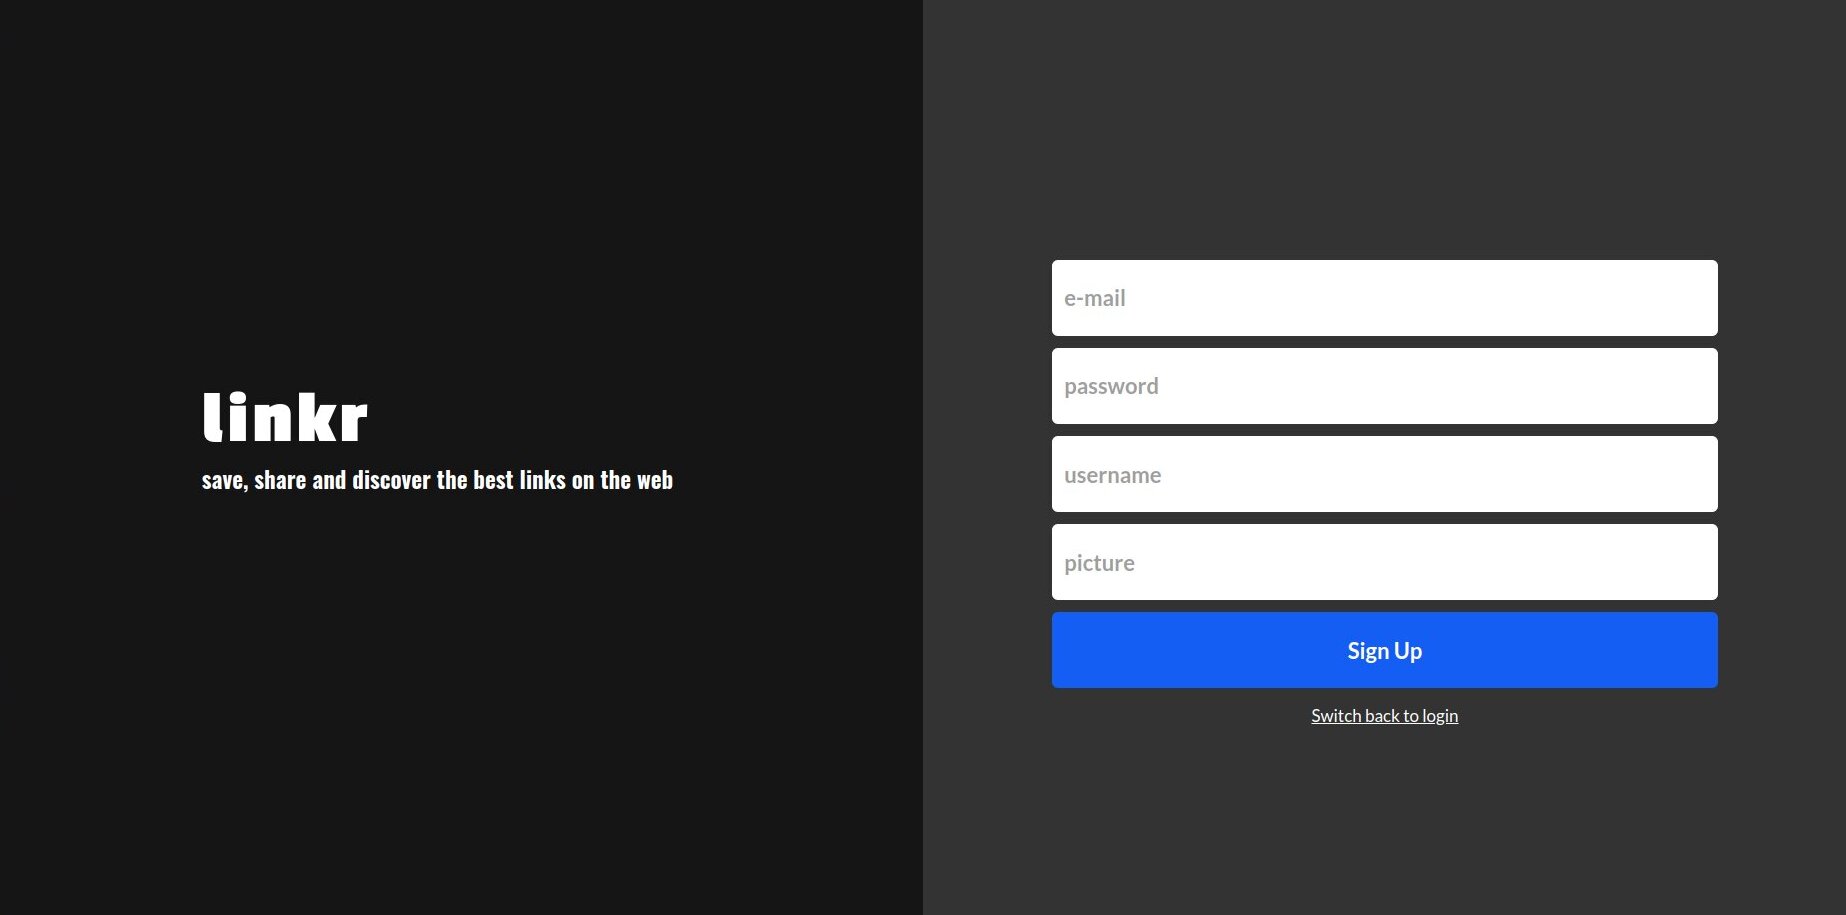 linkr
save, share and discover the best links on the web
e-mail
password
username
picture
Sign Up
Switch back to login